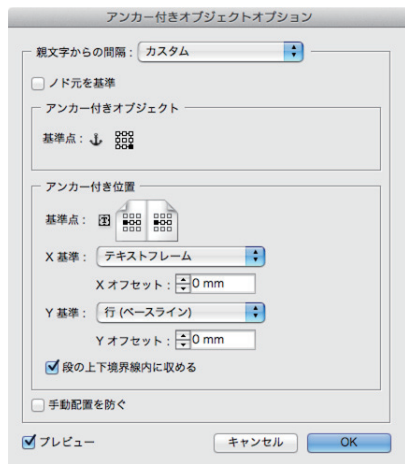 アンカー付きオブジェクトオプション
親文字からの間隔： カスタム
ノド元を基準
アンカー付きオブジェクト
基準点：
アンカー付き位置
基準点：
X 基準： テキストフレーム
X オフセット： 0 mm
Y 基準： 行 (ベースライン)
Y オフセット： 0 mm
段の上下境界線内に収める
手動配置を防ぐ
プレビュー キャンセル OK